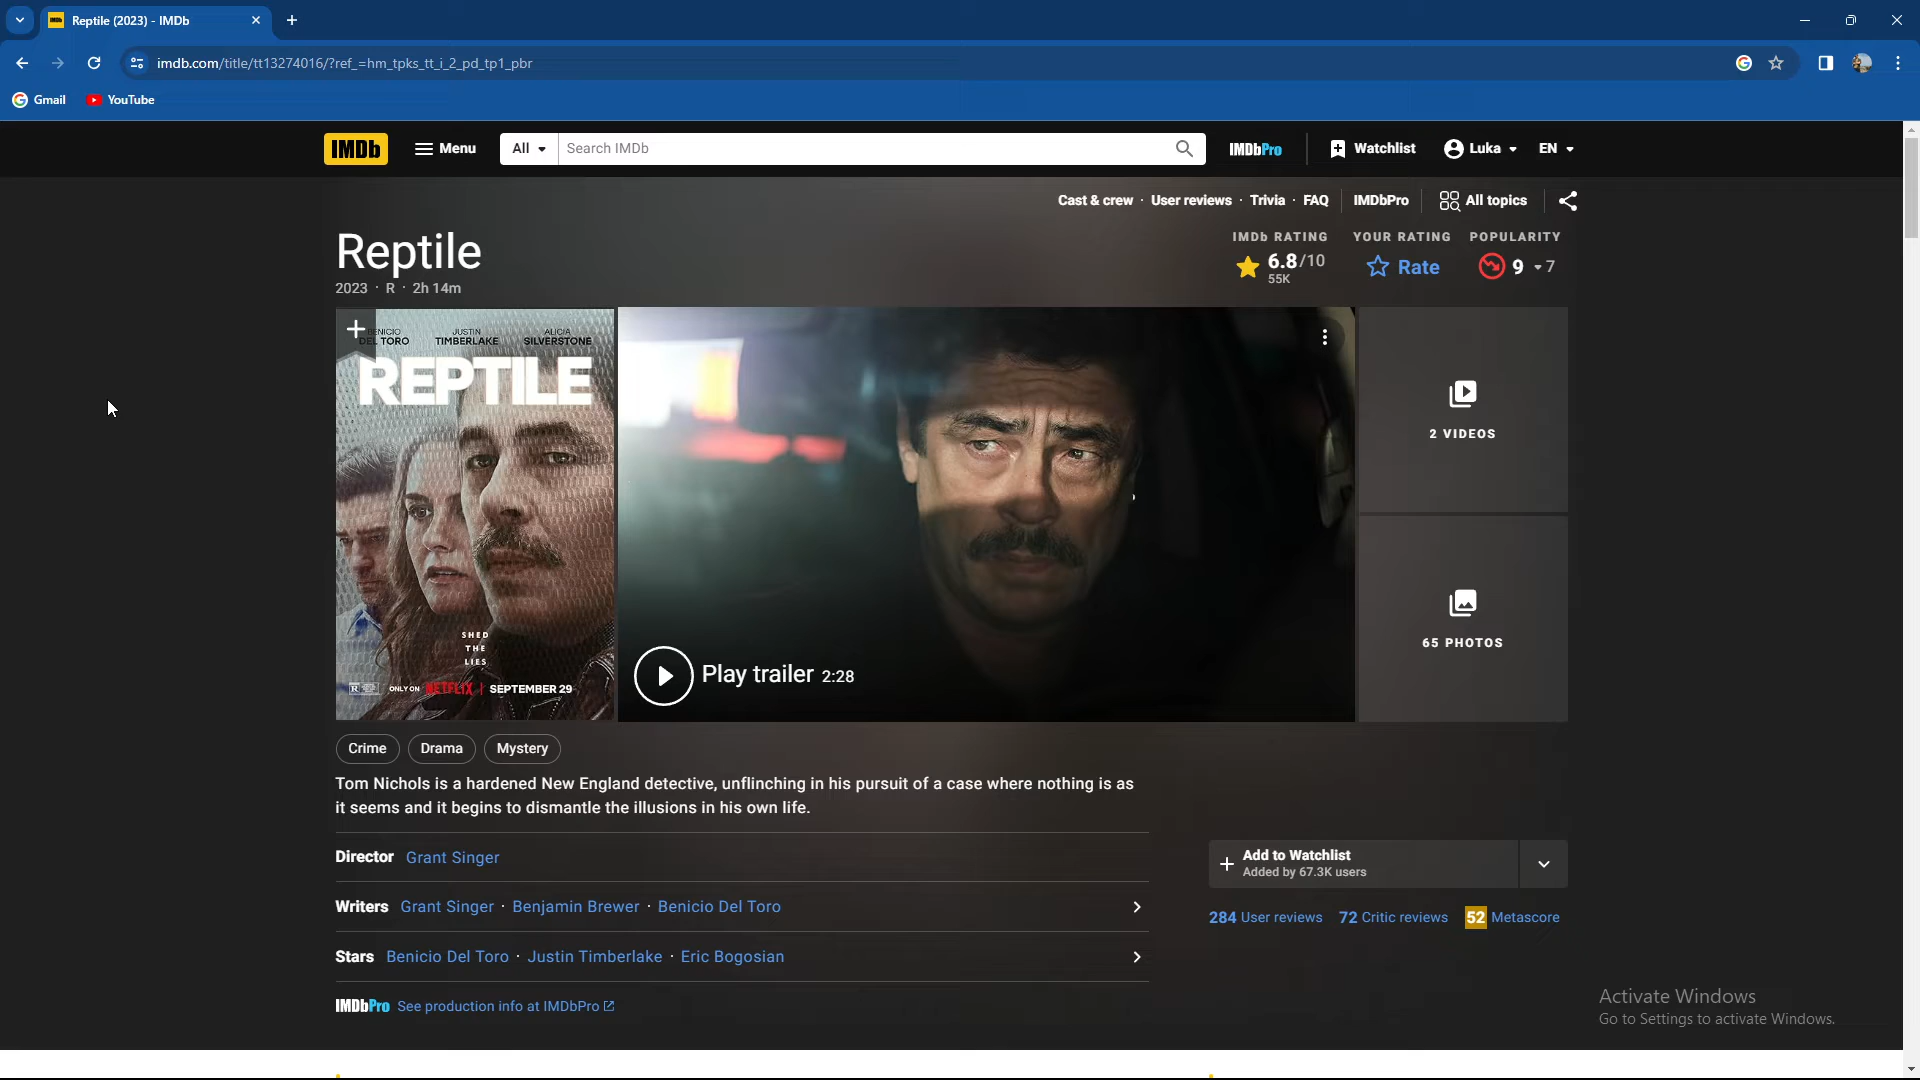 Reptile (2023) - IMDb
imdb.com/title/tt13274016/?ref_=hm_tpks_tt_i_2_pd_tp1_pbr
Gmail YouTube
IMDb Menu All Search IMDb IMDbPro Watchlist Luka EN
Cast & crew · User reviews · Trivia · FAQ IMDbPro All topics
Reptile
2023 · R · 2h 14m
IMDb RATING YOUR RATING POPULARITY
6.8/10 Rate 9 7
55K
BENICIO DEL TORO
JUSTIN TIMBERLAKE
ALICIA SILVERSTONE
REPTILE
SHED
THE
LIES
R ONLY ON NETFLIX | SEPTEMBER 29
Play trailer 2:28
2 VIDEOS
65 PHOTOS
Crime Drama Mystery
Tom Nichols is a hardened New England detective, unflinching in his pursuit of a case where nothing is as
it seems and it begins to dismantle the illusions in his own life.
Director Grant Singer
Writers Grant Singer · Benjamin Brewer · Benicio Del Toro
Stars Benicio Del Toro · Justin Timberlake · Eric Bogosian
IMDbPro See production info at IMDbPro
Add to Watchlist
Added by 67.3K users
284 User reviews 72 Critic reviews 52 Metascore
Activate Windows
Go to Settings to activate Windows.